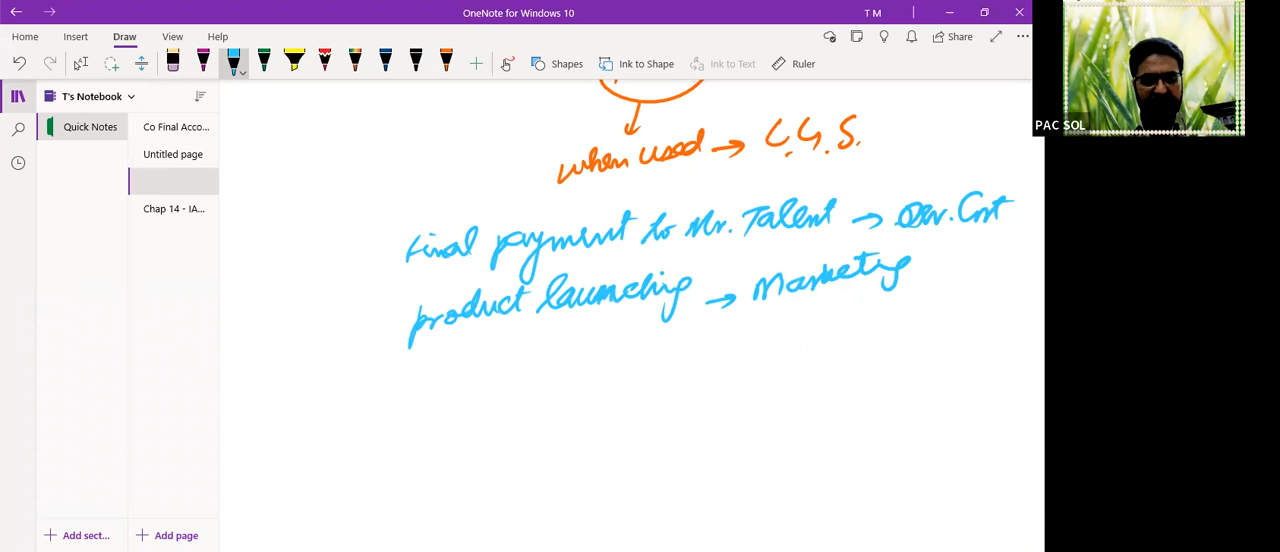 OneNote for Windows 10
T M
Home Insert Draw View Help
Share
Shapes Ink to Shape Ink to Text Ruler
T's Notebook
Quick Notes
Co Final Acco...
Untitled page
Chap 14 - IA...
PAC SOL
when used → C.G.S.
Final payment to Mr. Talent → Dev. Cost
product launching → Marketing
Add sect...
Add page